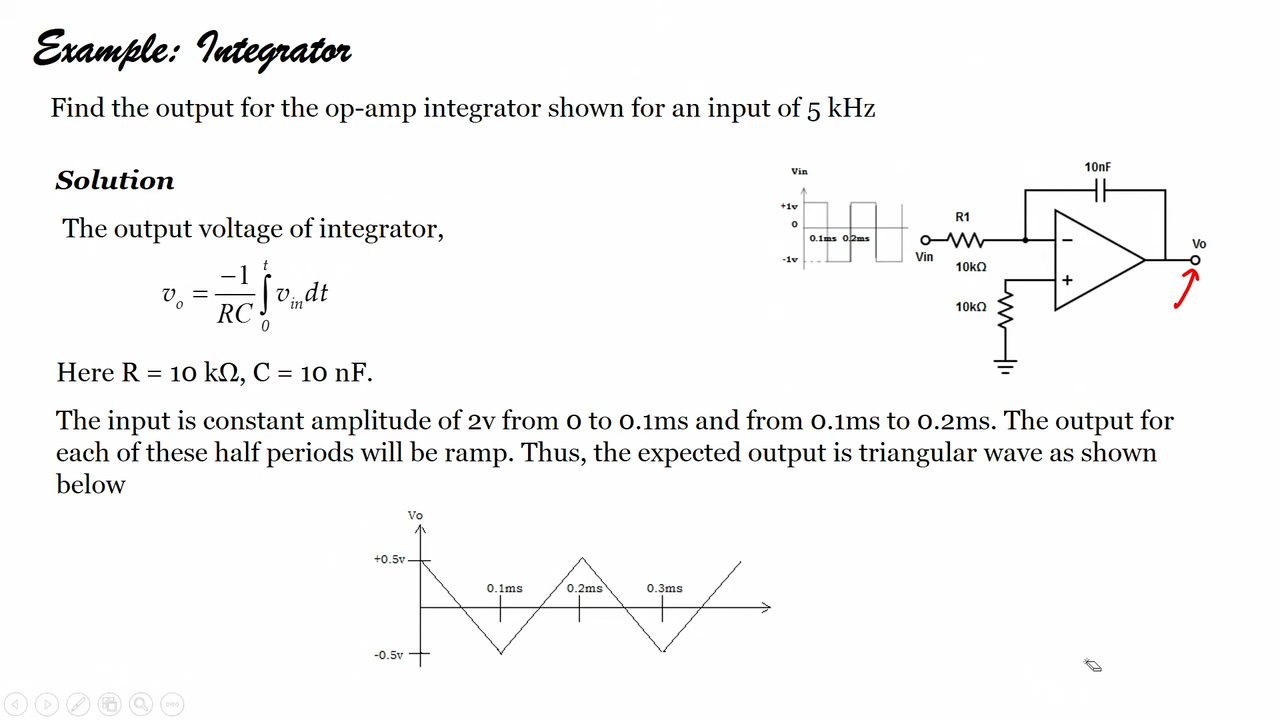 Example: Integrator
Find the output for the op-amp integrator shown for an input of 5 kHz
Solution
The output voltage of integrator,
v_o = −1/RC ∫_0^t v_in dt
Vin
+1v
0
-1v
0.1ms 0.2ms
Vin
R1
10kΩ
10kΩ
10nF
−
+
Vo
Here R = 10 kΩ, C = 10 nF.
The input is constant amplitude of 2v from 0 to 0.1ms and from 0.1ms to 0.2ms. The output for
each of these half periods will be ramp. Thus, the expected output is triangular wave as shown
below
Vo
+0.5v
0.1ms 0.2ms 0.3ms
-0.5v